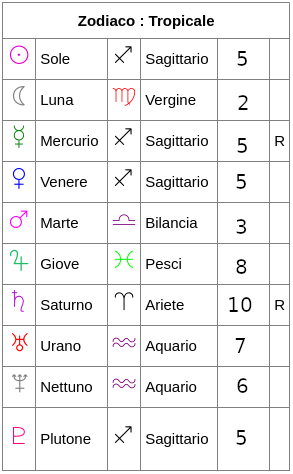 Zodiaco : Tropicale
☉ Sole ♐ Sagittario 5
☾ Luna ♍ Vergine 2
☿ Mercurio ♐ Sagittario 5 R
♀ Venere ♐ Sagittario 5
♂ Marte ♎ Bilancia 3
♃ Giove ♓ Pesci 8
♄ Saturno ♈ Ariete 10 R
♅ Urano ♒ Aquario 7
♆ Nettuno ♒ Aquario 6
♇ Plutone ♐ Sagittario 5